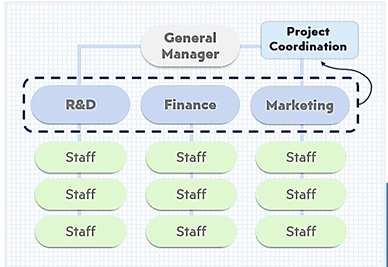 General
Manager
Project
Coordination
R&D
Finance
Marketing
Staff
Staff
Staff
Staff
Staff
Staff
Staff
Staff
Staff